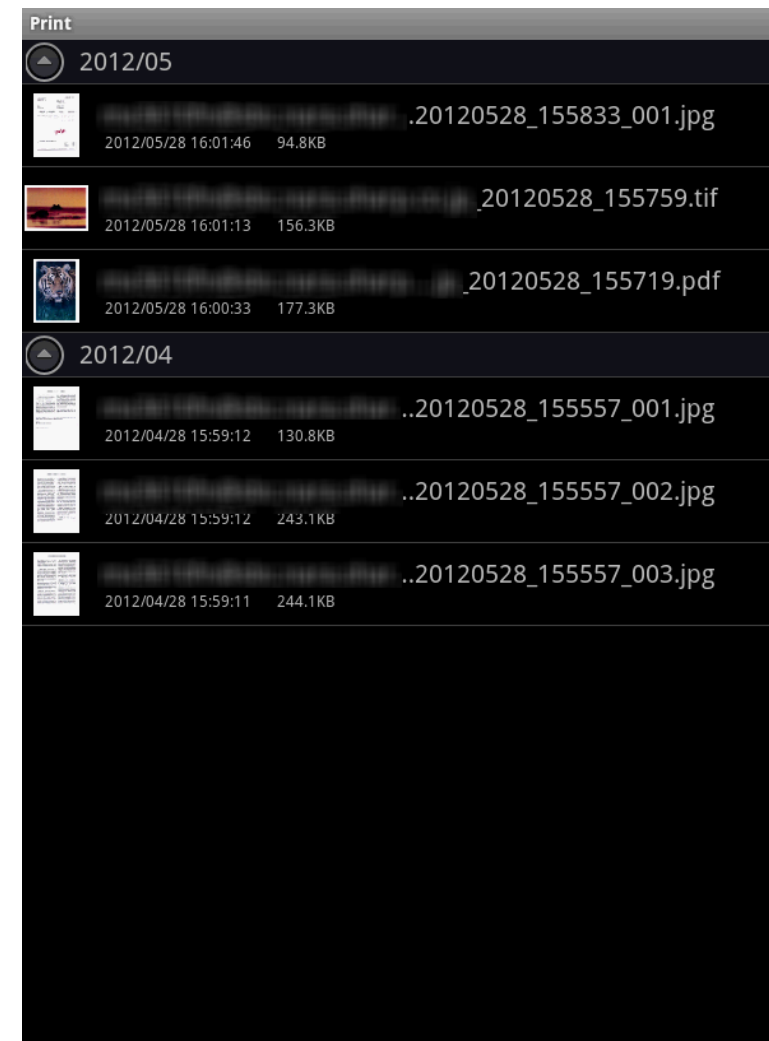 Print
2012/05
..20120528_155833_001.jpg
2012/05/28 16:01:46 94.8KB
_20120528_155759.tif
2012/05/28 16:01:13 156.3KB
_20120528_155719.pdf
2012/05/28 16:00:33 177.3KB
2012/04
..20120528_155557_001.jpg
2012/04/28 15:59:12 130.8KB
..20120528_155557_002.jpg
2012/04/28 15:59:12 243.1KB
..20120528_155557_003.jpg
2012/04/28 15:59:11 244.1KB